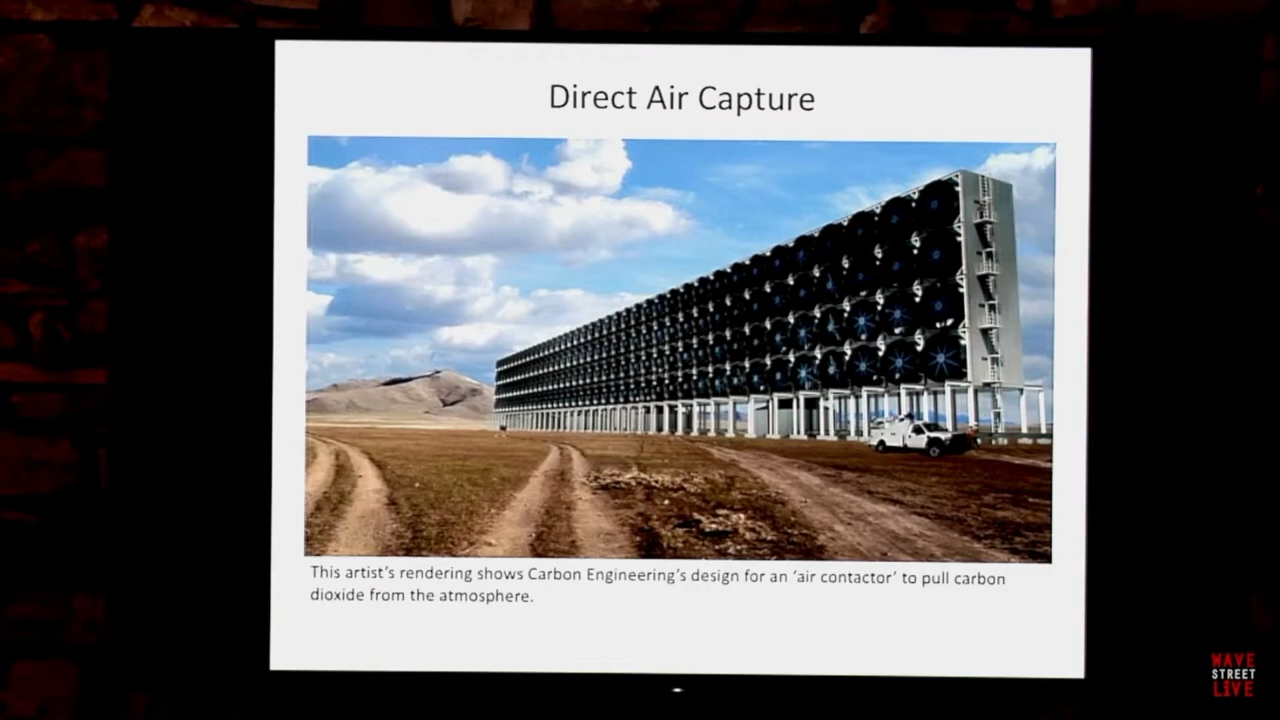 Direct Air Capture
This artist's rendering shows Carbon Engineering's design for an 'air contactor' to pull carbon
dioxide from the atmosphere.
WAVE
STREET
LIVE